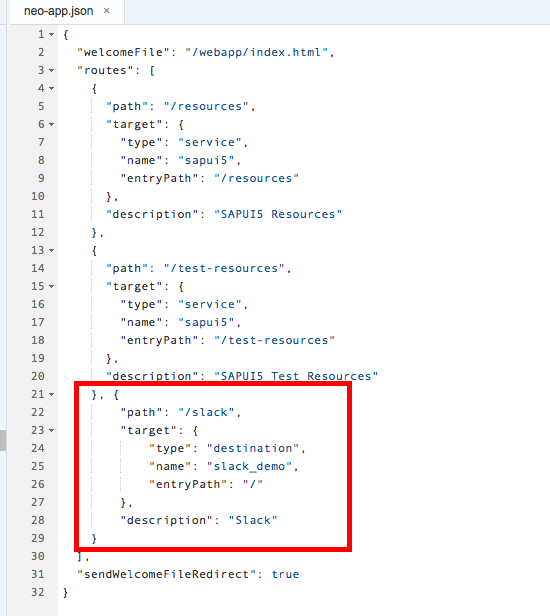 neo-app.json ×
1 {
2 "welcomeFile": "/webapp/index.html",
3 "routes": [
4 {
5 "path": "/resources",
6 "target": {
7 "type": "service",
8 "name": "sapui5",
9 "entryPath": "/resources"
10 },
11 "description": "SAPUI5 Resources"
12 },
13 {
14 "path": "/test-resources",
15 "target": {
16 "type": "service",
17 "name": "sapui5",
18 "entryPath": "/test-resources"
19 },
20 "description": "SAPUI5 Test Resources"
21 }, {
22 "path": "/slack",
23 "target": {
24 "type": "destination",
25 "name": "slack_demo",
26 "entryPath": "/"
27 },
28 "description": "Slack"
29 }
30 ],
31 "sendWelcomeFileRedirect": true
32 }